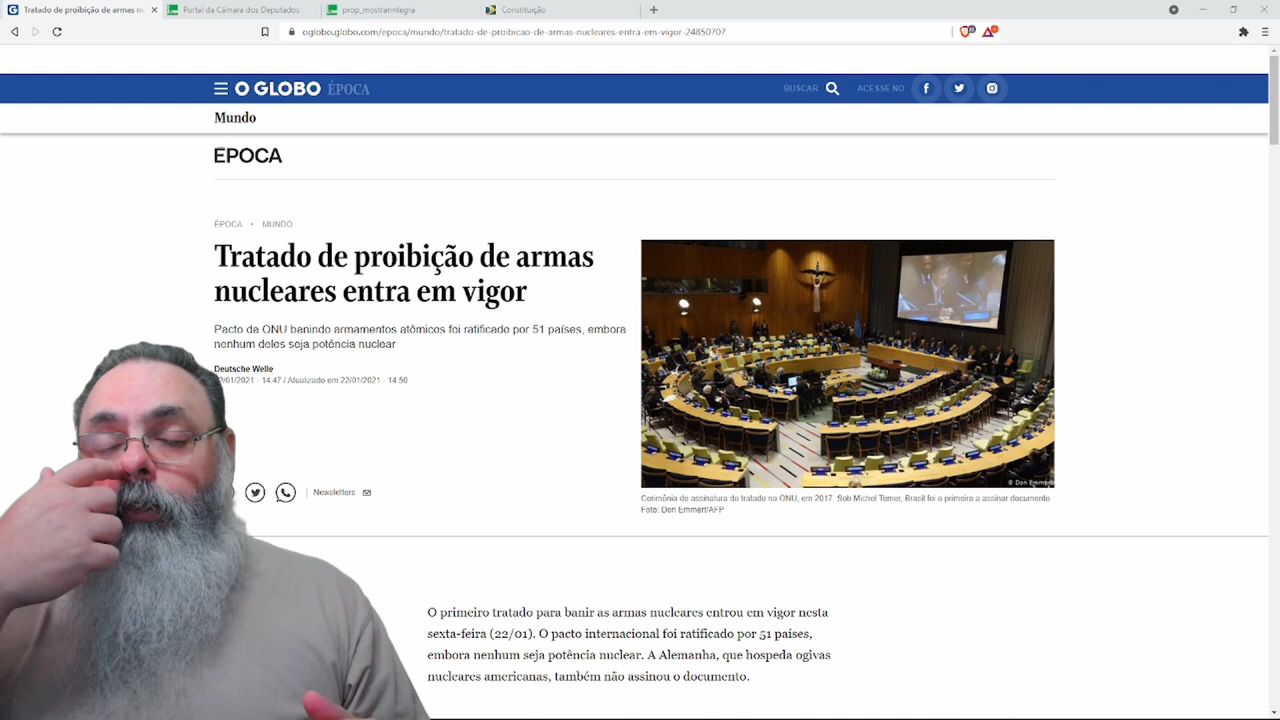 Tratado de proibição de armas nu
Portal da Câmara dos Deputados
prop_mostrarintegra
Constituição
oglobo.globo.com/epoca/mundo/tratado-de-proibicao-de-armas-nucleares-entra-em-vigor-24850707
O GLOBO ÉPOCA
BUSCAR
ACESSE NO
Mundo
ÉPOCA
ÉPOCA • MUNDO
Tratado de proibição de armas
nucleares entra em vigor
Pacto da ONU banindo armamentos atômicos foi ratificado por 51 países, embora
nenhum deles seja potência nuclear
Deutsche Welle
2/01/2021 - 14:47 / Atualizado em 22/01/2021 - 14:50
Newsletters
© Don Emmert
Cerimônia de assinatura do tratado na ONU, em 2017. Sob Michel Temer, Brasil foi o primeiro a assinar documento
Foto: Don Emmert/AFP
O primeiro tratado para banir as armas nucleares entrou em vigor nesta
sexta-feira (22/01). O pacto internacional foi ratificado por 51 países,
embora nenhum seja potência nuclear. A Alemanha, que hospeda ogivas
nucleares americanas, também não assinou o documento.